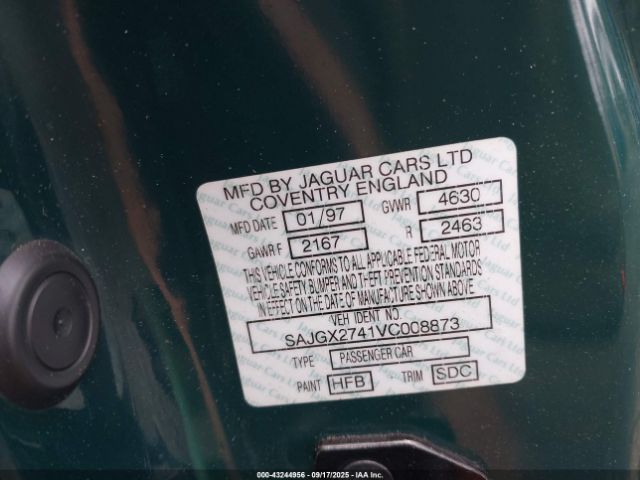 MFD BY JAGUAR CARS LTD
COVENTRY ENGLAND
MFD DATE 01/97 GVWR 4630
GAWR F 2167 R 2463
THIS VEHICLE CONFORMS TO ALL APPLICABLE FEDERAL MOTOR
VEHICLE SAFETY, BUMPER AND THEFT PREVENTION STANDARDS
IN EFFECT ON THE DATE OF MANUFACTURE SHOWN ABOVE
VEH IDENT NO.
SAJGX2741VC008873
TYPE PASSENGER CAR
PAINT HFB TRIM SDC
000-43244956 - 09/17/2025 - IAAI.com